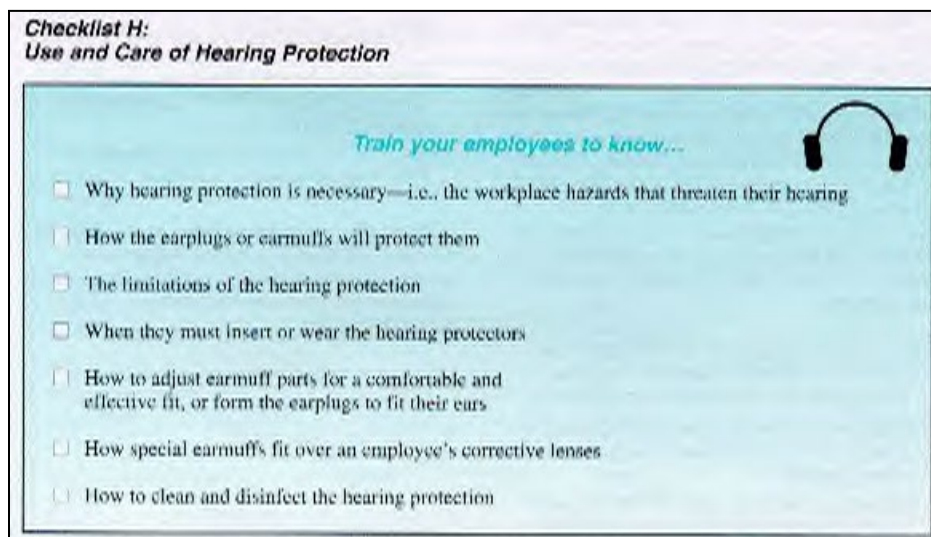 Checklist H:
Use and Care of Hearing Protection
Train your employees to know...
Why hearing protection is necessary—i.e., the workplace hazards that threaten their hearing
How the earplugs or earmuffs will protect them
The limitations of the hearing protection
When they must insert or wear the hearing protectors
How to adjust earmuff parts for a comfortable and
effective fit, or form the earplugs to fit their ears
How special earmuffs fit over an employee's corrective lenses
How to clean and disinfect the hearing protection